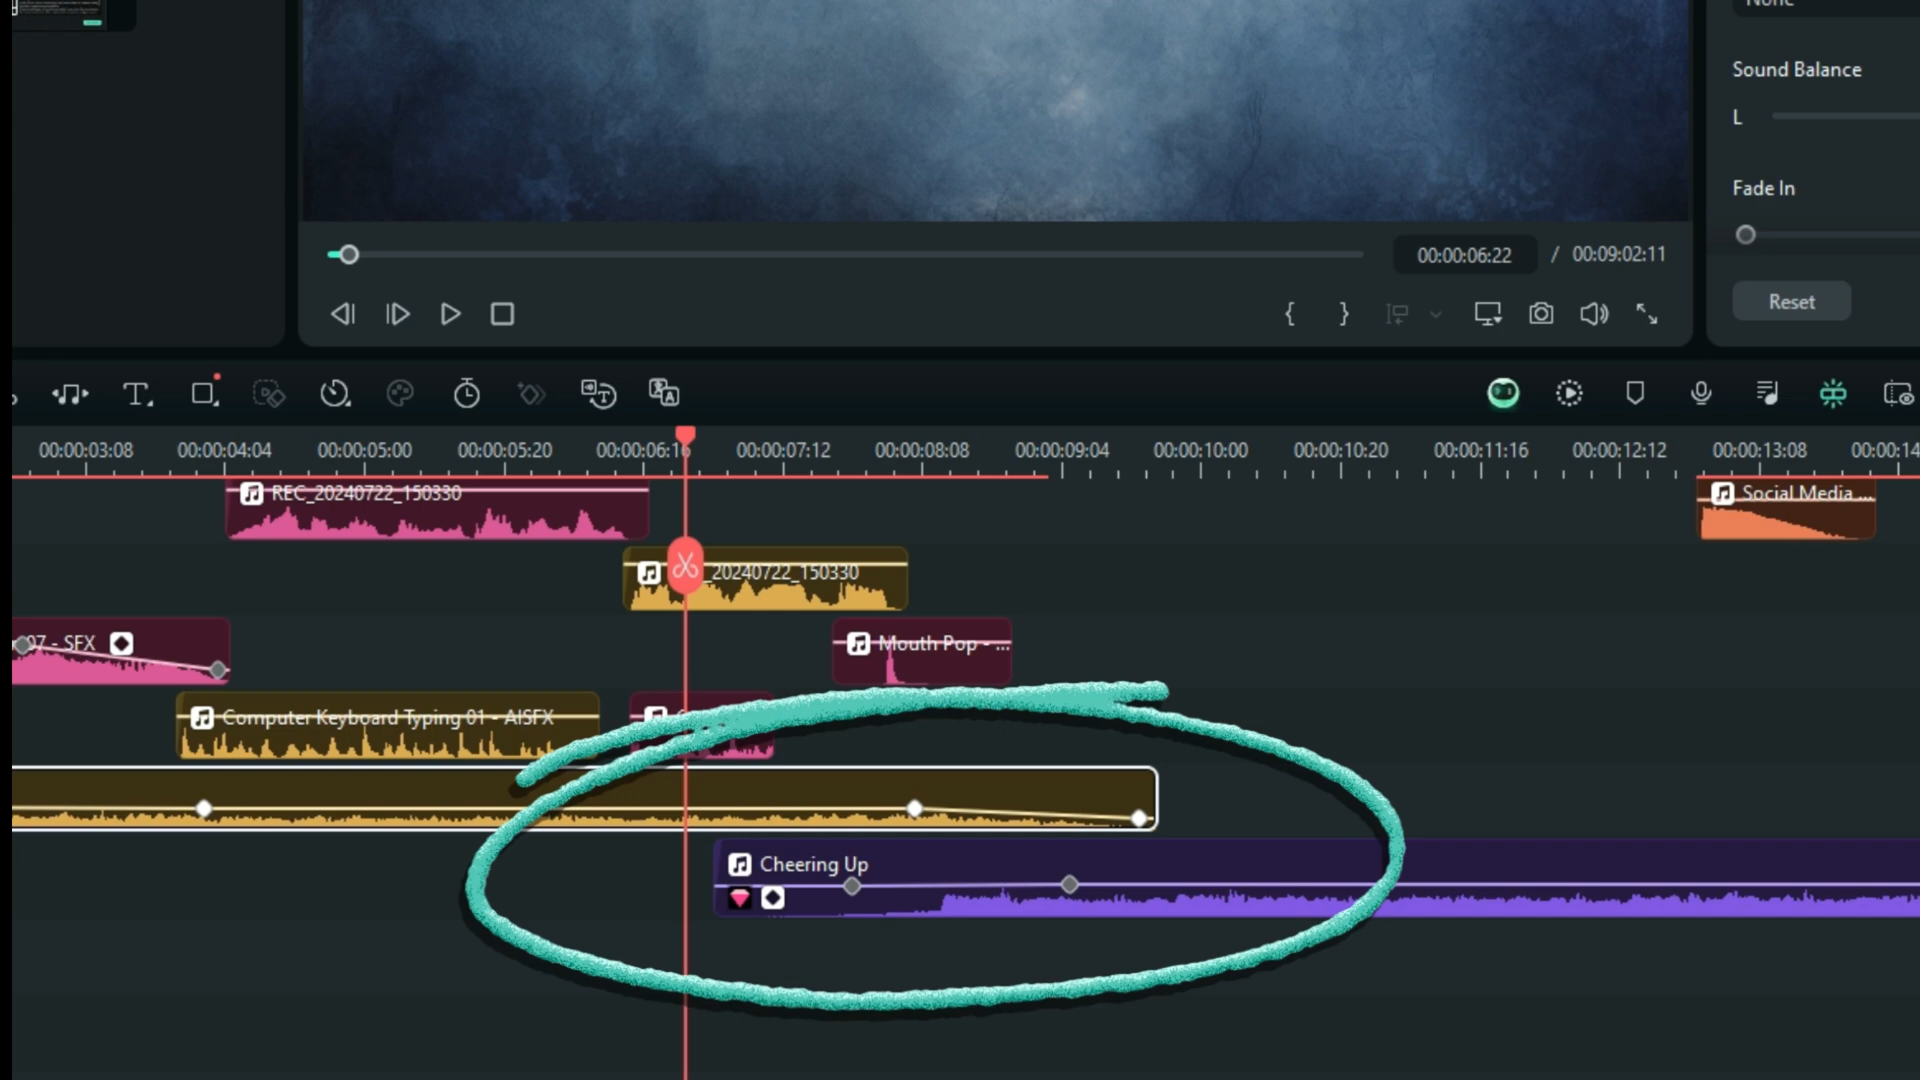 None
Sound Balance
L
Fade In
00:00:06:22 / 00:09:02:11
Reset
00:00:03:08 00:00:04:04 00:00:05:00 00:00:05:20 00:00:06:16 00:00:07:12 00:00:08:08 00:00:09:04 00:00:10:00 00:00:10:20 00:00:11:16 00:00:12:12 00:00:13:08 00:00:14
REC_20240722_150330
Social Media ...
_20240722_150330
07 - SFX
Mouth Pop - ...
Computer Keyboard Typing 01 - AISFX
Cheering Up